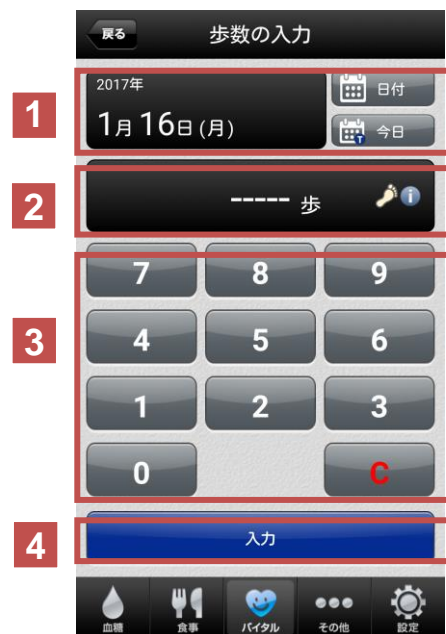 戻る 歩数の入力
1
2017年
1月16日(月)
日付
今日
2
----- 歩
3
7 8 9
4 5 6
1 2 3
0 C
4
入力
血糖 食事 バイタル その他 設定